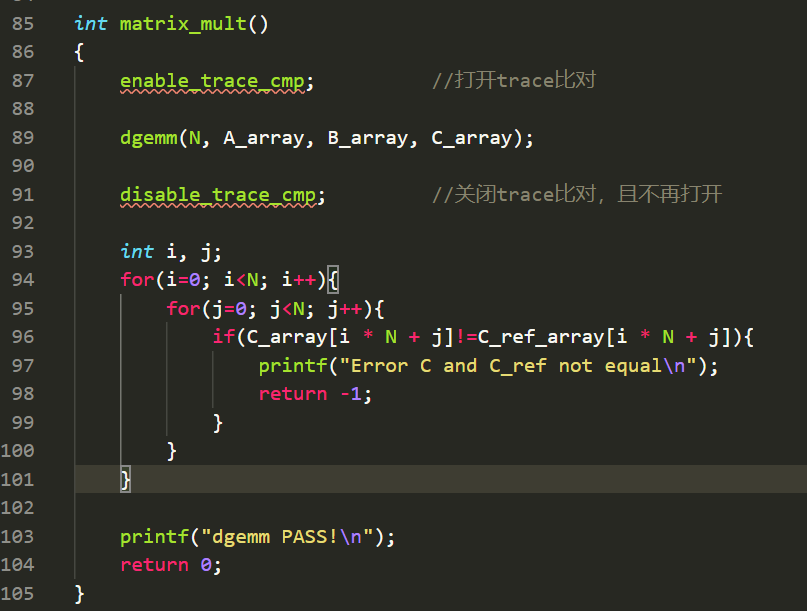 85 int matrix_mult()
86 {
87 enable_trace_cmp; //打开trace比对
88
89 dgemm(N, A_array, B_array, C_array);
90
91 disable_trace_cmp; //关闭trace比对，且不再打开
92
93 int i, j;
94 for(i=0; i<N; i++){
95 for(j=0; j<N; j++){
96 if(C_array[i * N + j]!=C_ref_array[i * N + j]){
97 printf("Error C and C_ref not equal\n");
98 return -1;
99 }
100 }
101 }
102
103 printf("dgemm PASS!\n");
104 return 0;
105 }